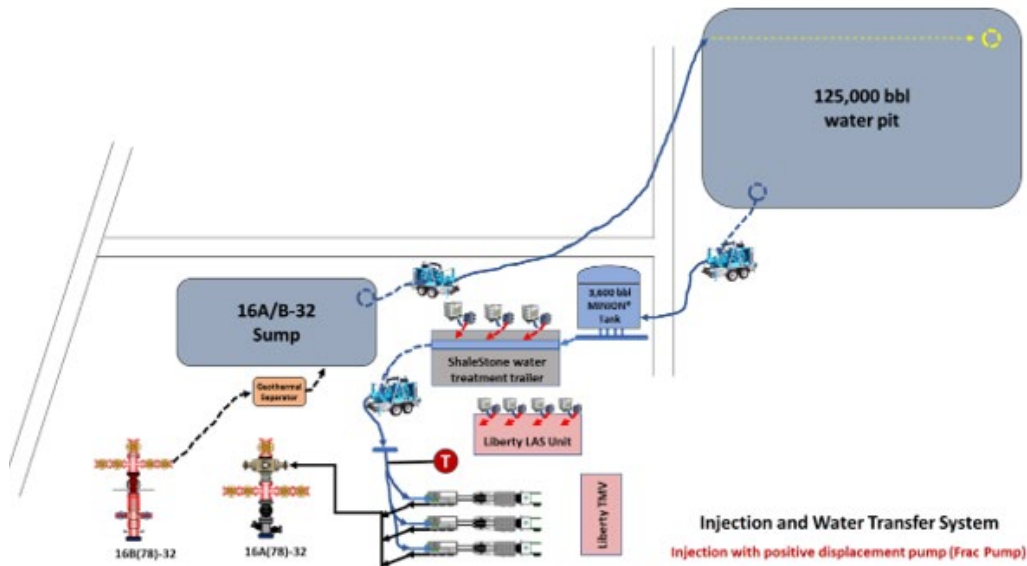 125,000 bbl
water pit
16A/B-32
Sump
3,600 bbl
MINION®
Tank
ShaleStone water
treatment trailer
Geothermal
Separator
Liberty LAS Unit
T
Liberty TMV
16B(78)-32
16A(78)-32
Injection and Water Transfer System
Injection with positive displacement pump (Frac Pump)